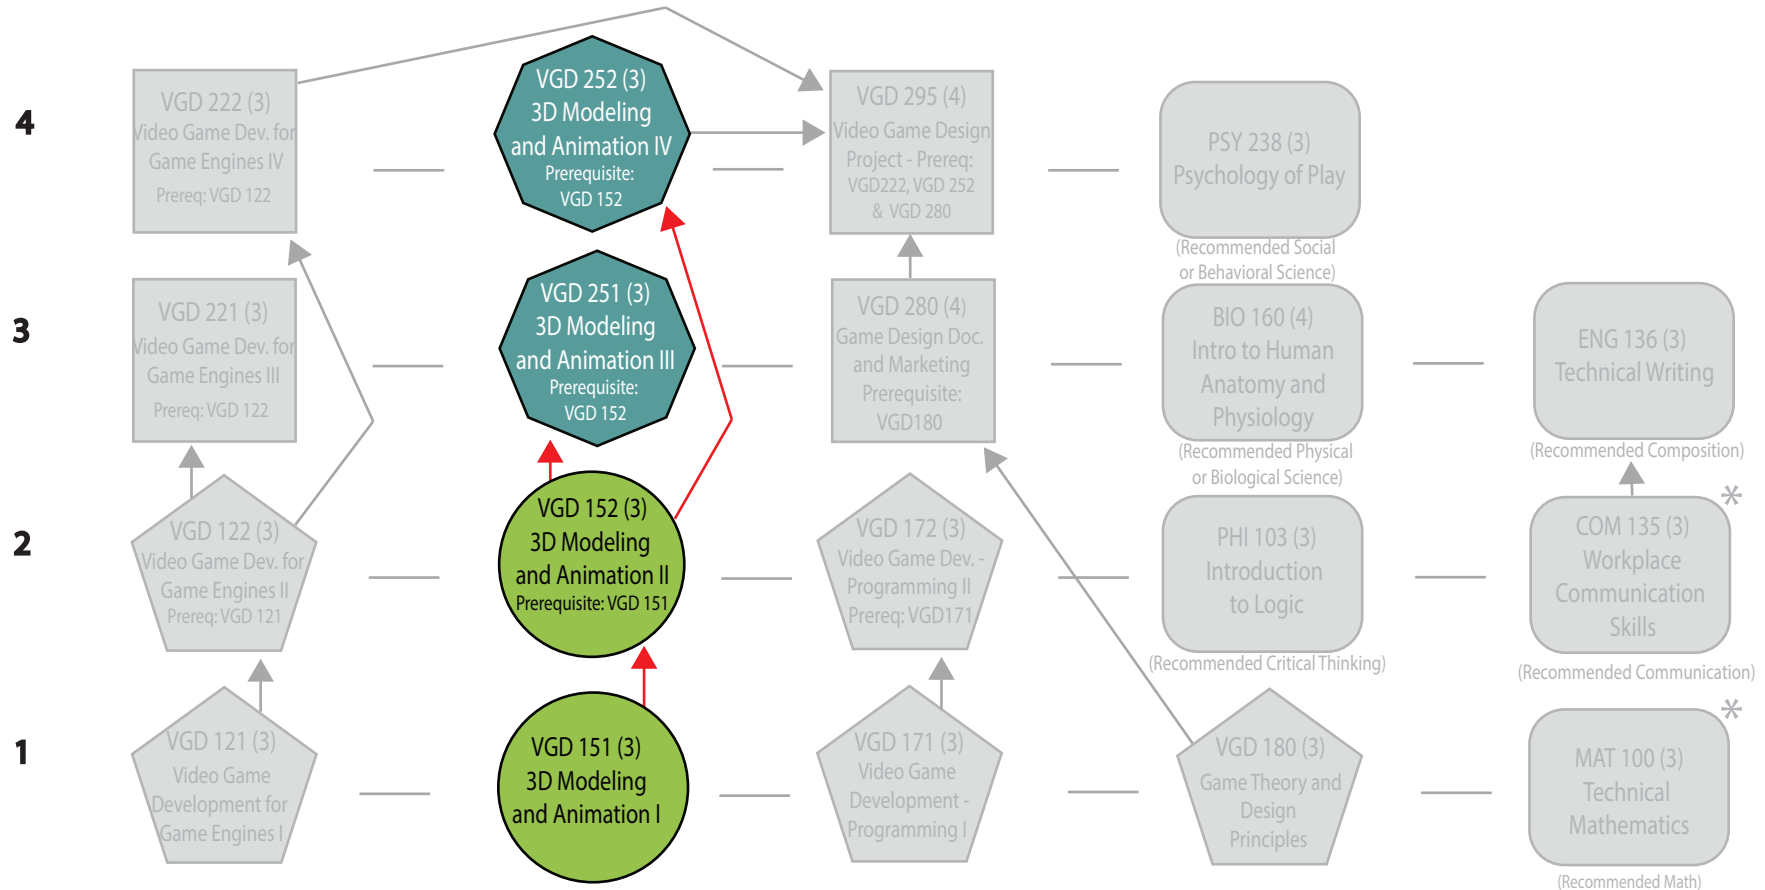 4
VGD 222 (3)
Video Game Dev. for
Game Engines IV
Prereq: VGD 122
VGD 252 (3)
3D Modeling
and Animation IV
Prerequisite:
VGD 152
VGD 295 (4)
Video Game Design
Project - Prereq:
VGD222, VGD 252
& VGD 280
PSY 238 (3)
Psychology of Play
(Recommended Social
or Behavioral Science)
3
VGD 221 (3)
Video Game Dev. for
Game Engines III
Prereq: VGD 122
VGD 251 (3)
3D Modeling
and Animation III
Prerequisite:
VGD 152
VGD 280 (4)
Game Design Doc.
and Marketing
Prerequisite:
VGD180
BIO 160 (4)
Intro to Human
Anatomy and
Physiology
(Recommended Physical
or Biological Science)
ENG 136 (3)
Technical Writing
(Recommended Composition)
2
VGD 122 (3)
Video Game Dev. for
Game Engines II
Prereq: VGD 121
VGD 152 (3)
3D Modeling
and Animation II
Prerequisite: VGD 151
VGD 172 (3)
Video Game Dev. -
Programming II
Prereq: VGD171
PHI 103 (3)
Introduction
to Logic
(Recommended Critical Thinking)
*
COM 135 (3)
Workplace
Communication
Skills
(Recommended Communication)
1
VGD 121 (3)
Video Game
Development for
Game Engines I
VGD 151 (3)
3D Modeling
and Animation I
VGD 171 (3)
Video Game
Development -
Programming I
VGD 180 (3)
Game Theory and
Design
Principles
*
MAT 100 (3)
Technical
Mathematics
(Recommended Math)